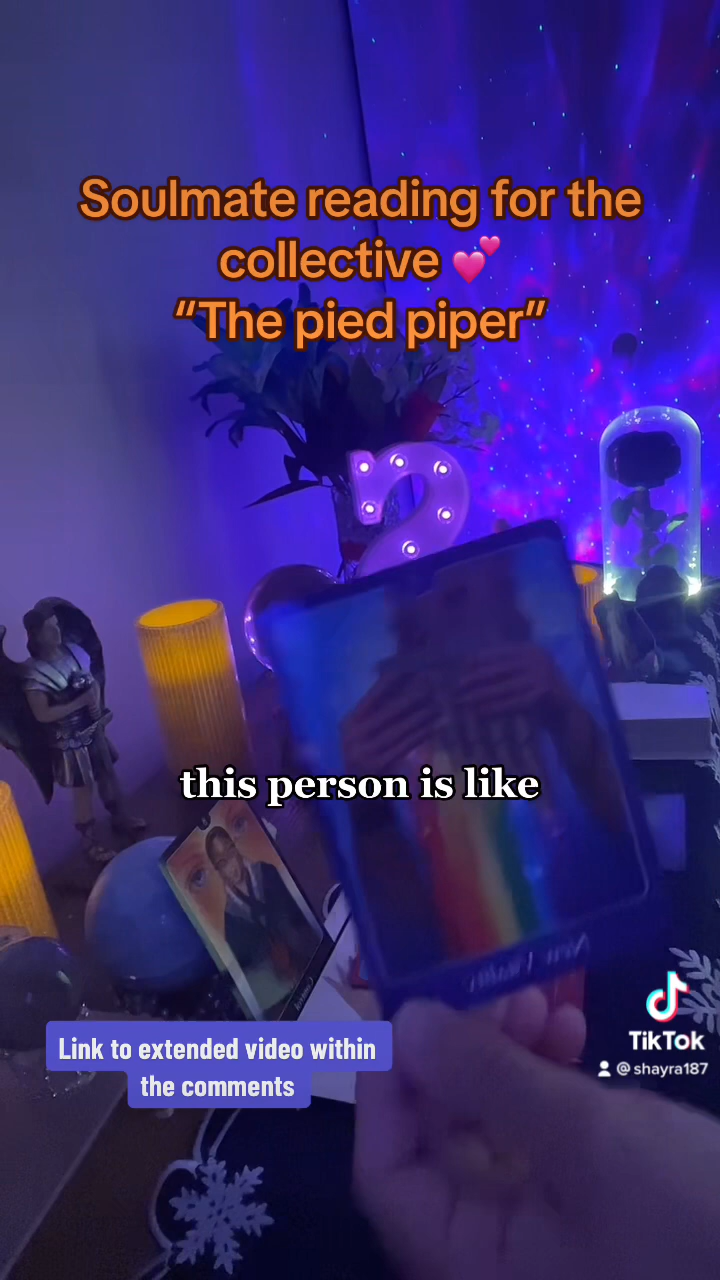 Soulmate reading for the
collective 💕
“The pied piper”
this person is like
Link to extended video within
the comments
TikTok
@shayra187